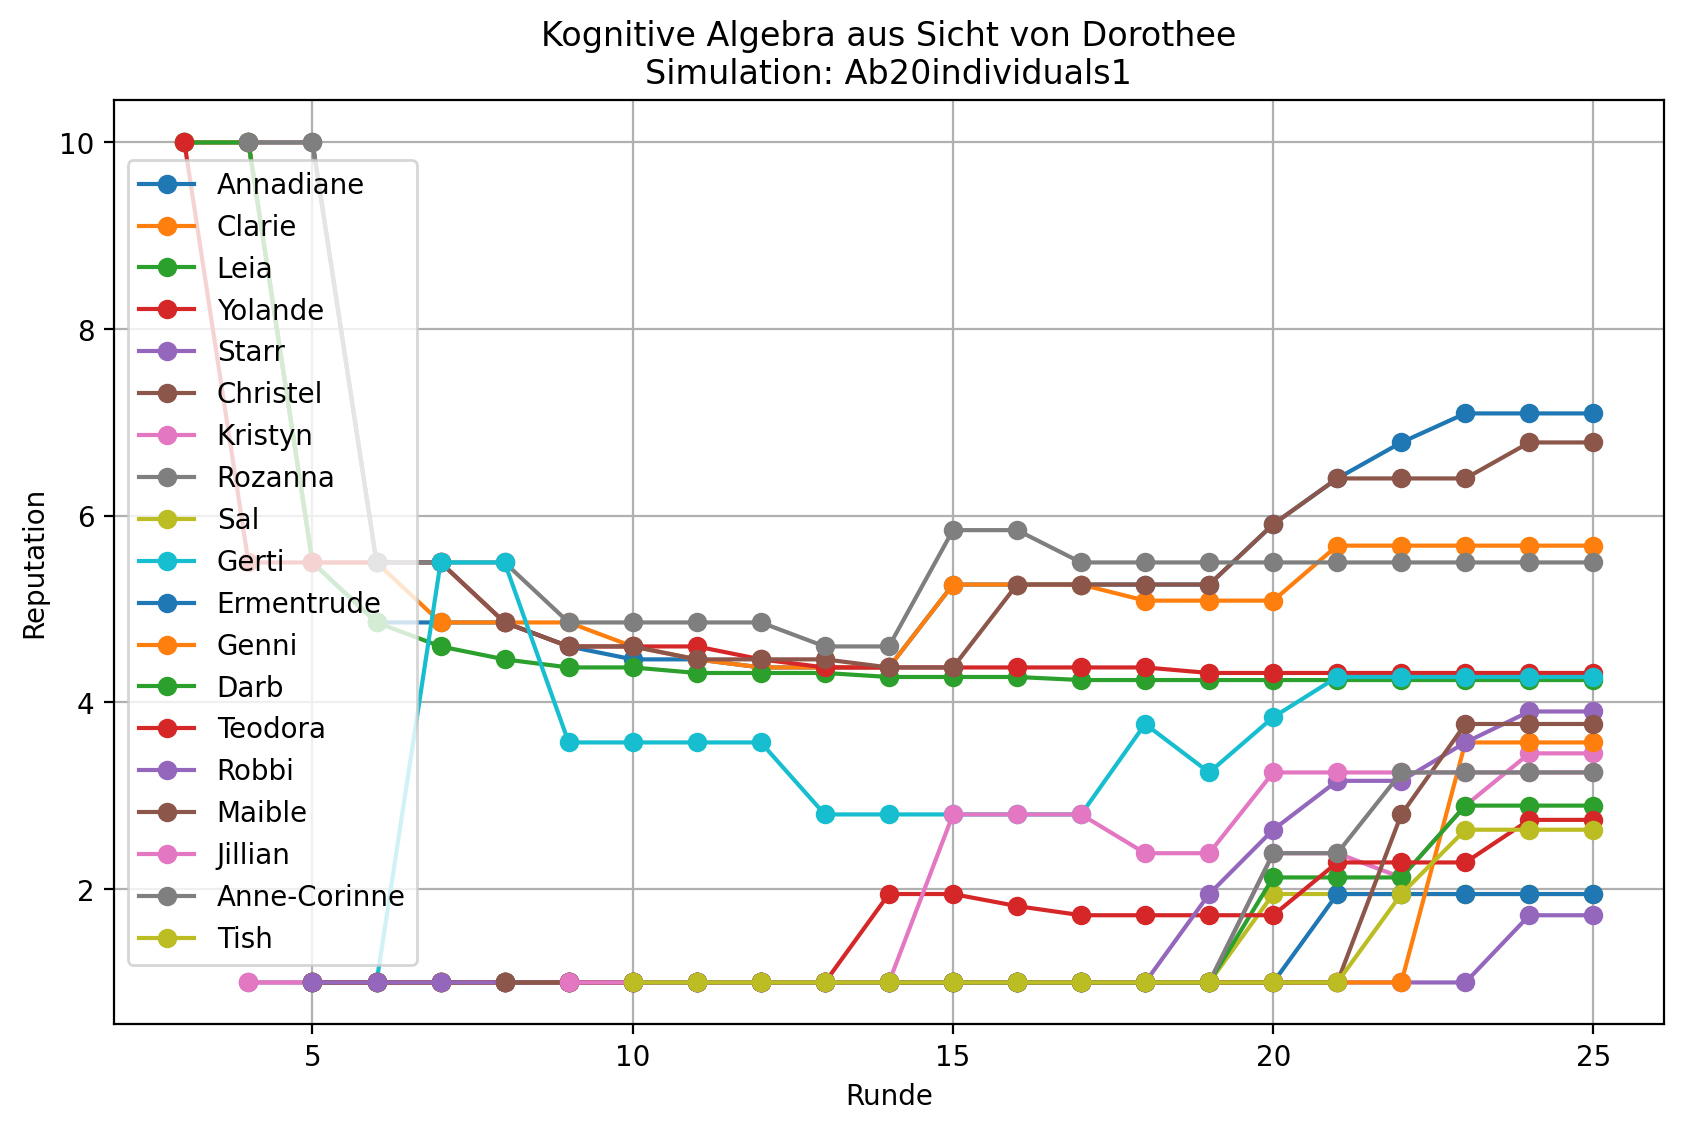 Kognitive Algebra aus Sicht von Dorothee
Simulation: Ab20individuals1
Reputation
10
8
6
4
2
Annadiane
Clarie
Leia
Yolande
Starr
Christel
Kristyn
Rozanna
Sal
Gerti
Ermentrude
Genni
Darb
Teodora
Robbi
Maible
Jillian
Anne-Corinne
Tish
5 10 15 20 25
Runde